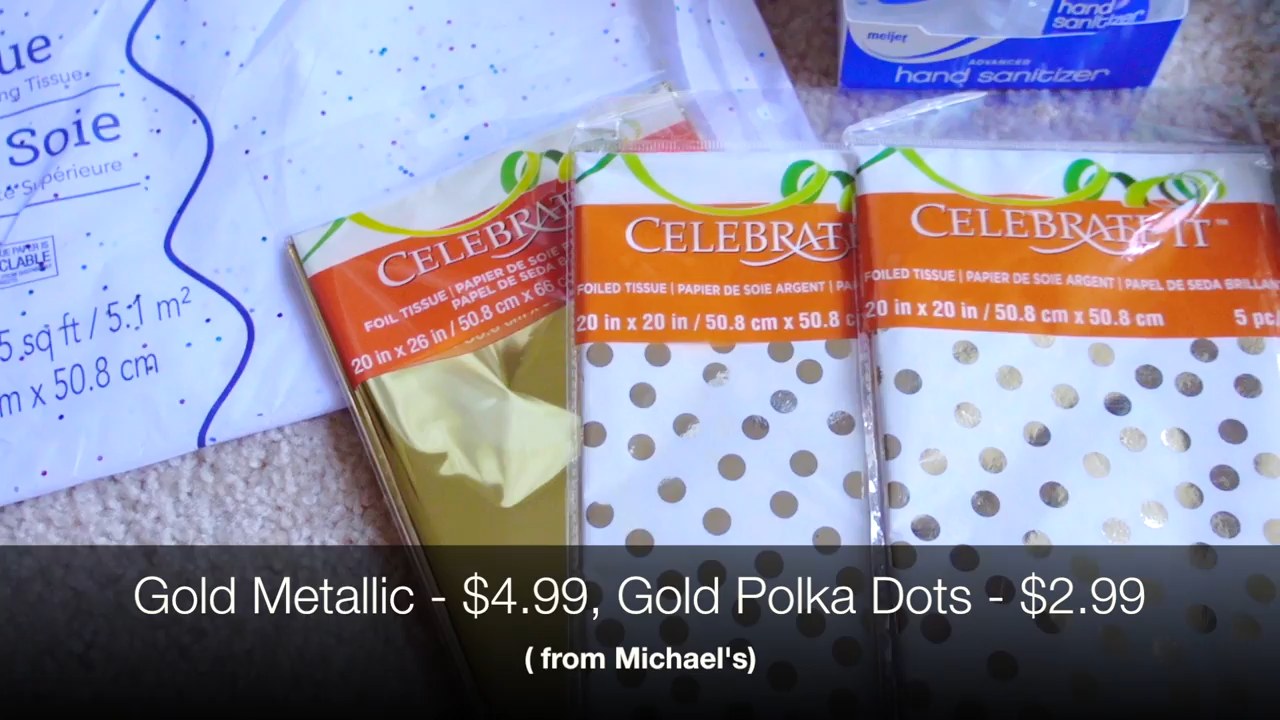 ue
ng Tissue
Soie
Supérieure
CLABLE
5 sq ft / 5.1 m²
m x 50.8 cm
hand
sanitizer
meijer
ADVANCED
hand sanitizer
CELEBRAT
FOIL TISSUE | PAPIER DE SOIE
PAPEL DE SEDA
20 in x 26 in / 50.8 cm x 66 c
CELEBRAT
FOILED TISSUE | PAPIER DE SOIE ARGENT | PA
20 in x 20 in / 50.8 cm x 50.8 c
CELEBRATE IT™
FOILED TISSUE | PAPIER DE SOIE ARGENT | PAPEL DE SEDA BRILLAN
20 in x 20 in / 50.8 cm x 50.8 cm 5 pc
Gold Metallic - $4.99, Gold Polka Dots - $2.99
( from Michael's)